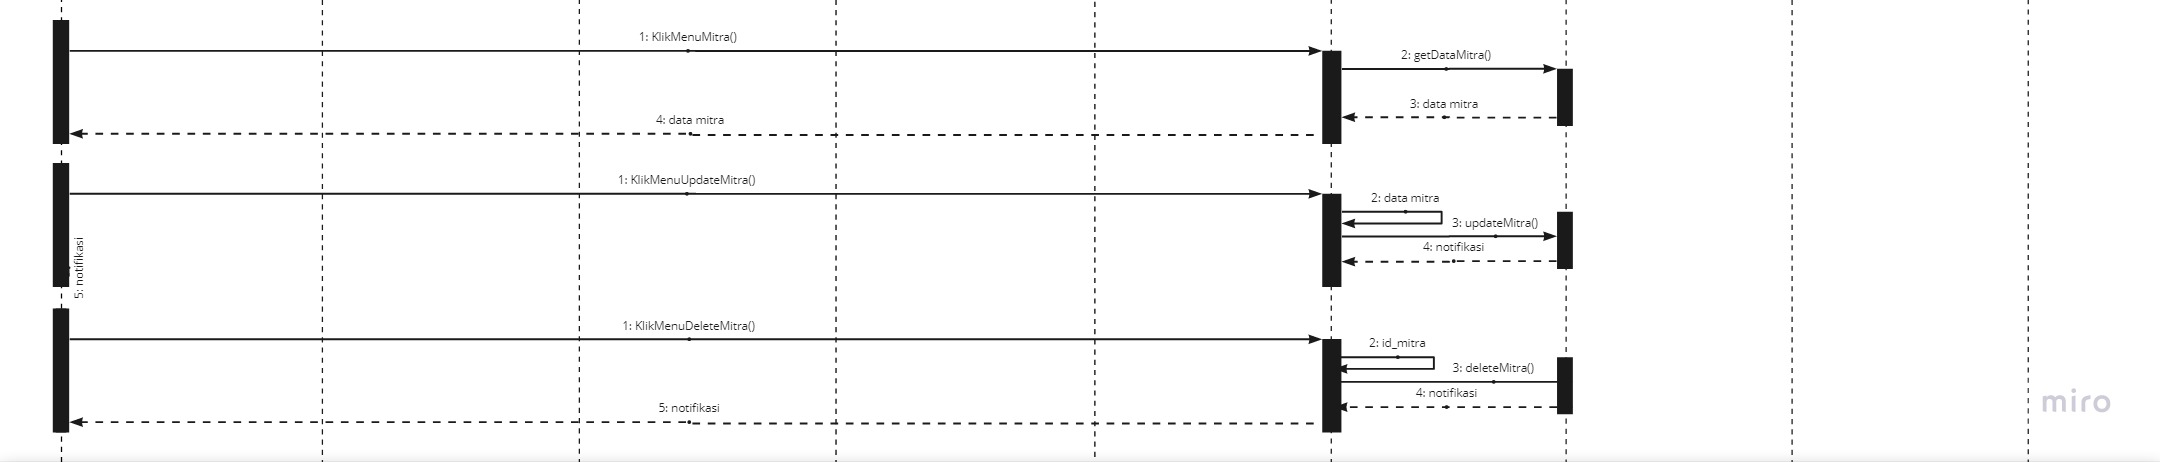 1: KlikMenuMitra()
2: getDataMitra()
3: data mitra
4: data mitra
1: KlikMenuUpdateMitra()
2: data mitra
3: updateMitra()
4: notifikasi
5: notifikasi
1: KlikMenuDeleteMitra()
2: id_mitra
3: deleteMitra()
4: notifikasi
5: notifikasi
miro